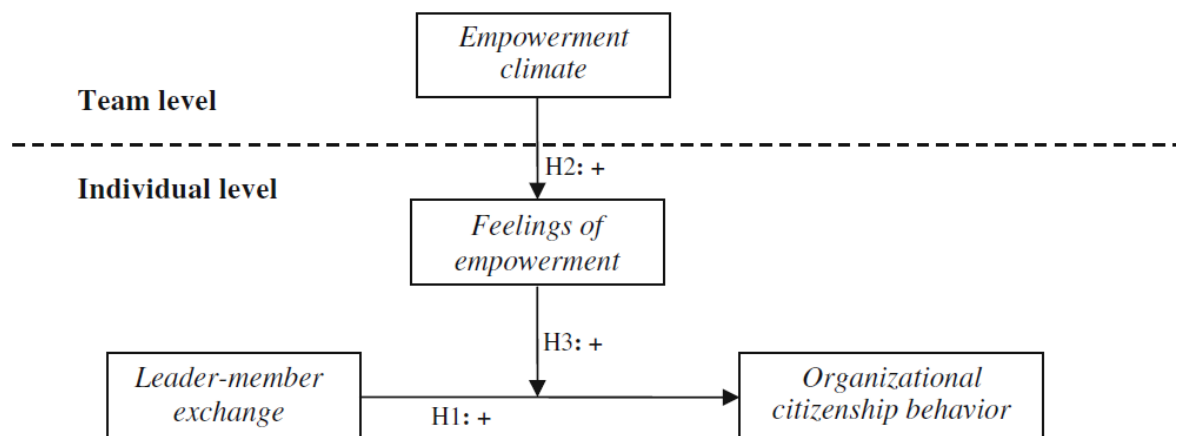 Empowerment
climate
Team level
H2: +
Individual level
Feelings of
empowerment
H3: +
Leader-member
exchange
H1: +
Organizational
citizenship behavior